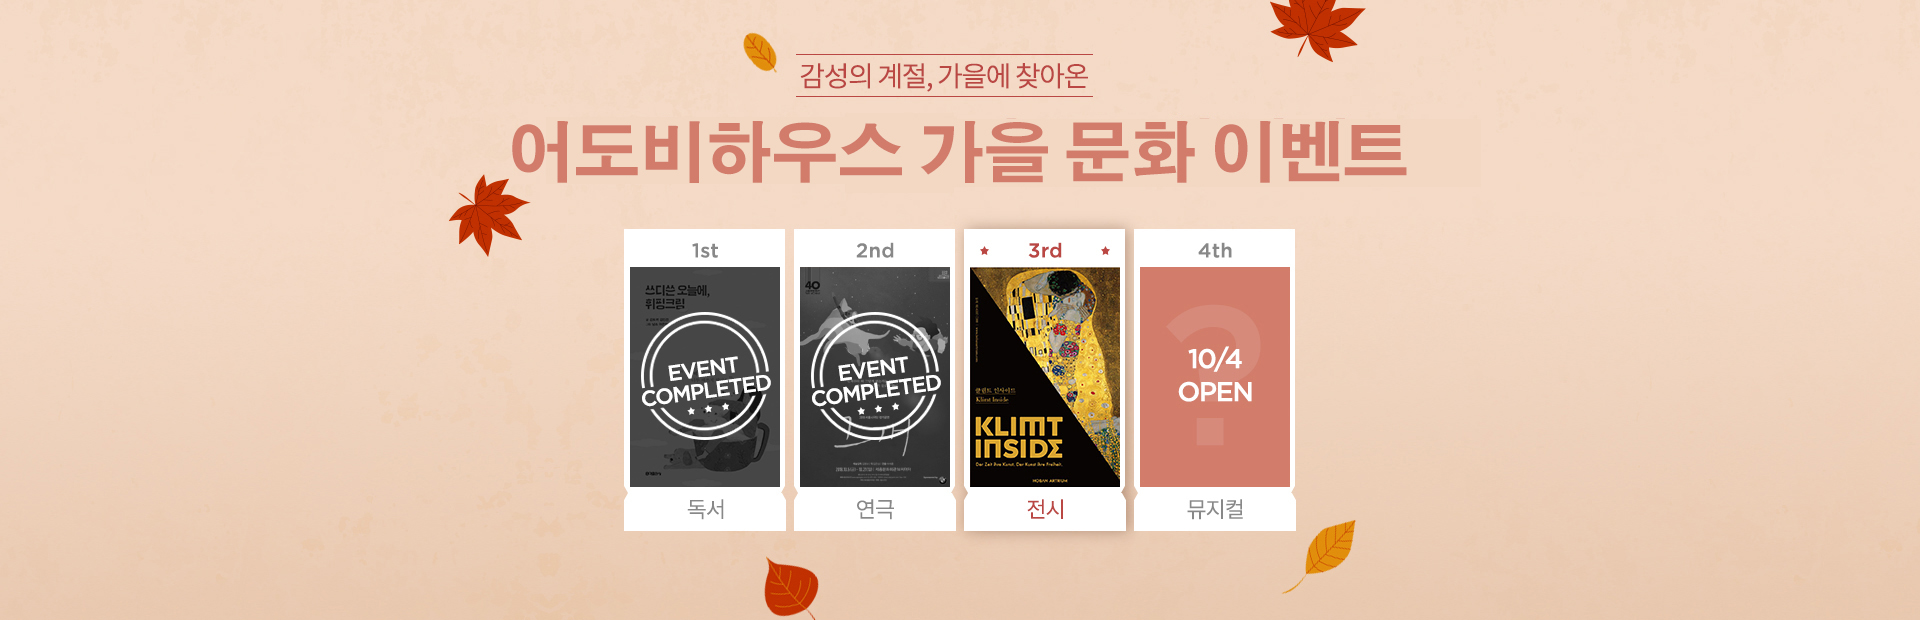 감성의 계절, 가을에 찾아온
어도비하우스 가을 문화 이벤트
1st
쓰디쓴 오늘에,
휘핑크림
EVENT
COMPLETED
독서
2nd
40
EVENT
COMPLETED
연극
3rd
클림트 인사이드
Klimt Inside
KLIMT
INSIDE
Der Zeit ihre Kunst. Der Kunst ihre Freiheit.
전시
4th
?
10/4
OPEN
뮤지컬